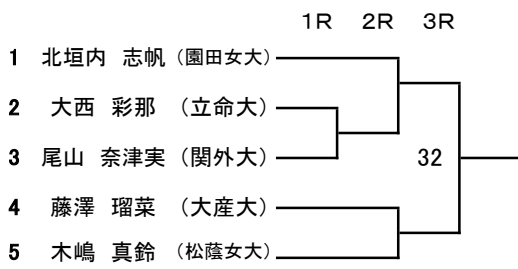 1R 2R 3R
1 北垣内 志帆 (園田女大)
2 大西 彩那 (立命大)
3 尾山 奈津実 (関外大)
32
4 藤澤 瑠菜 (大産大)
5 木嶋 真鈴 (松蔭女大)